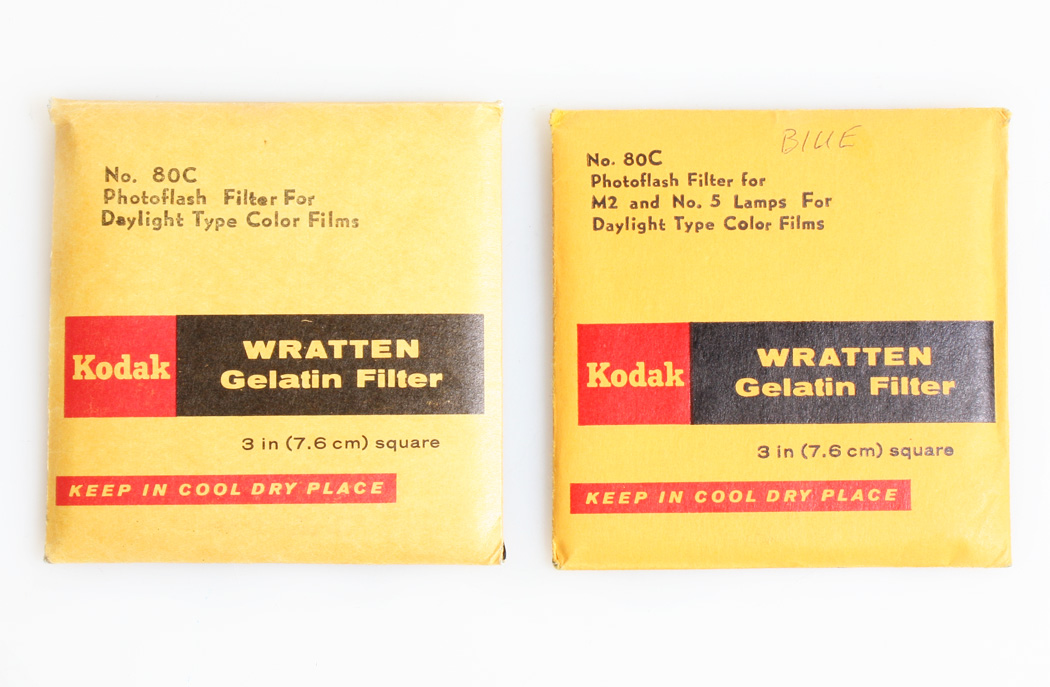 No. 80C
Photoflash Filter For
Daylight Type Color Films
Kodak
WRATTEN
Gelatin Filter
3 in (7.6 cm) square
KEEP IN COOL DRY PLACE
BlUE
No. 80C
Photoflash Filter for
M2 and No. 5 Lamps For
Daylight Type Color Films
Kodak
WRATTEN
Gelatin Filter
3 in (7.6 cm) square
KEEP IN COOL DRY PLACE